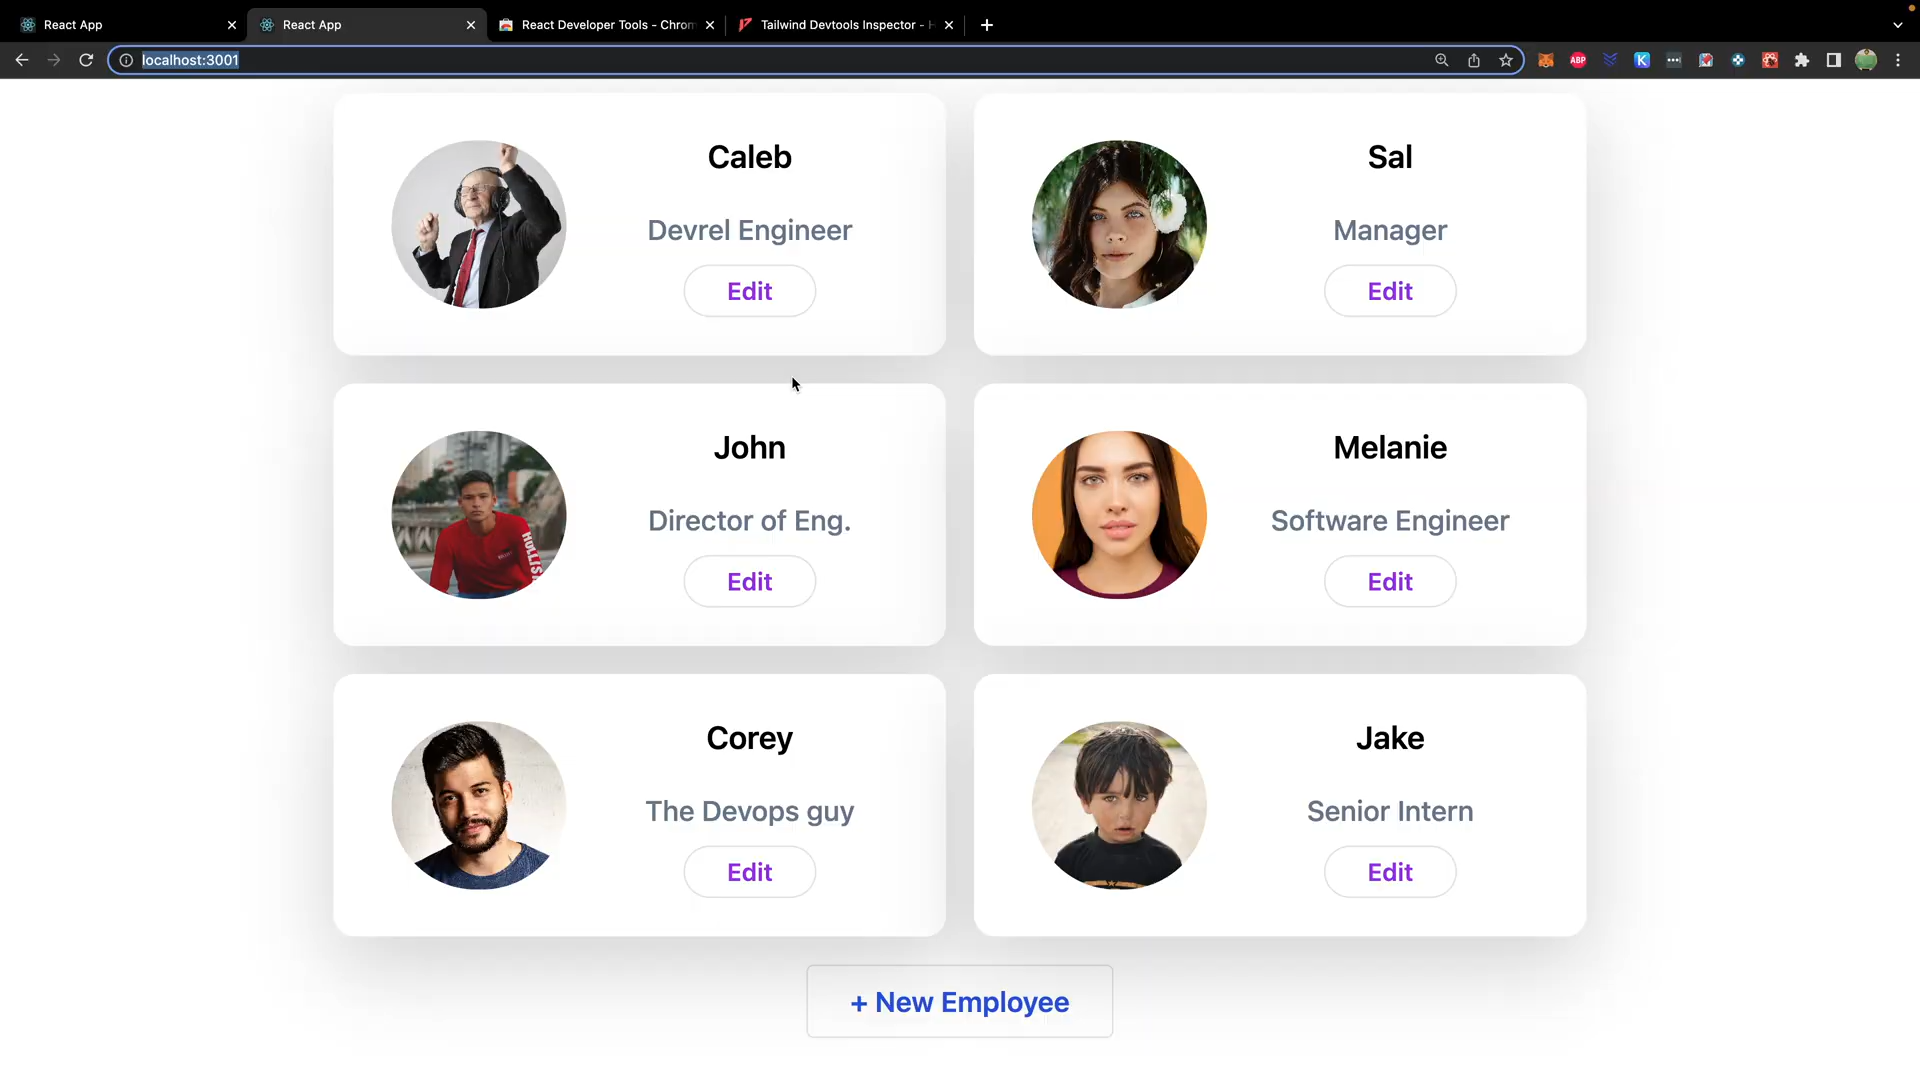 React App
React App
React Developer Tools - Chrom
Tailwind Devtools Inspector - H
localhost:3001
ABP
K
Caleb
Devrel Engineer
Edit
Sal
Manager
Edit
John
Director of Eng.
Edit
Melanie
Software Engineer
Edit
Corey
The Devops guy
Edit
Jake
Senior Intern
Edit
+ New Employee